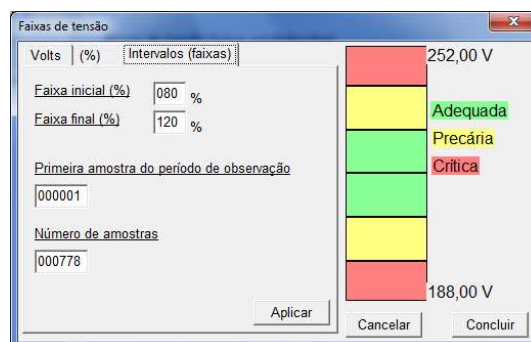 Faixas de tensão
Volts (%) Intervalos (faixas)
Faixa inicial (%) 080 %
Faixa final (%) 120 %
Primeira amostra do período de observação
000001
Número de amostras
000778
Aplicar
252,00 V
Adequada
Precária
Crítica
188,00 V
Cancelar Concluir